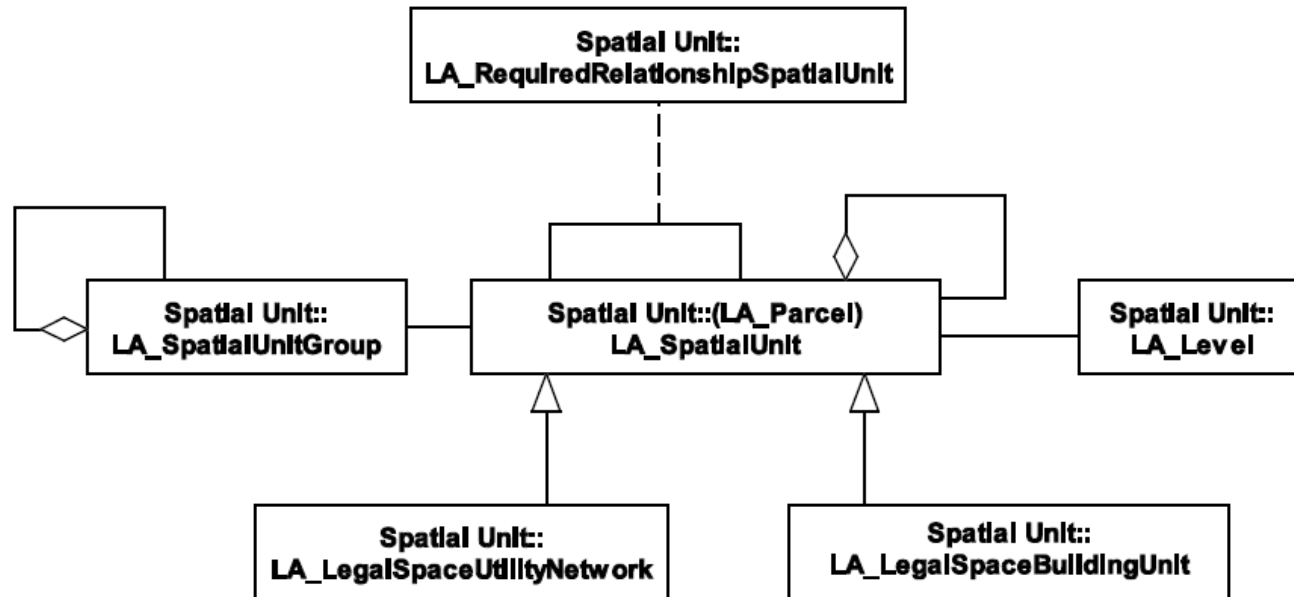 Spatial Unit::
LA_RequiredRelationshipSpatialUnit
Spatial Unit::
LA_SpatialUnitGroup
Spatial Unit::(LA_Parcel)
LA_SpatialUnit
Spatial Unit::
LA_Level
Spatial Unit::
LA_LegalSpaceUtilityNetwork
Spatial Unit::
LA_LegalSpaceBuildingUnit